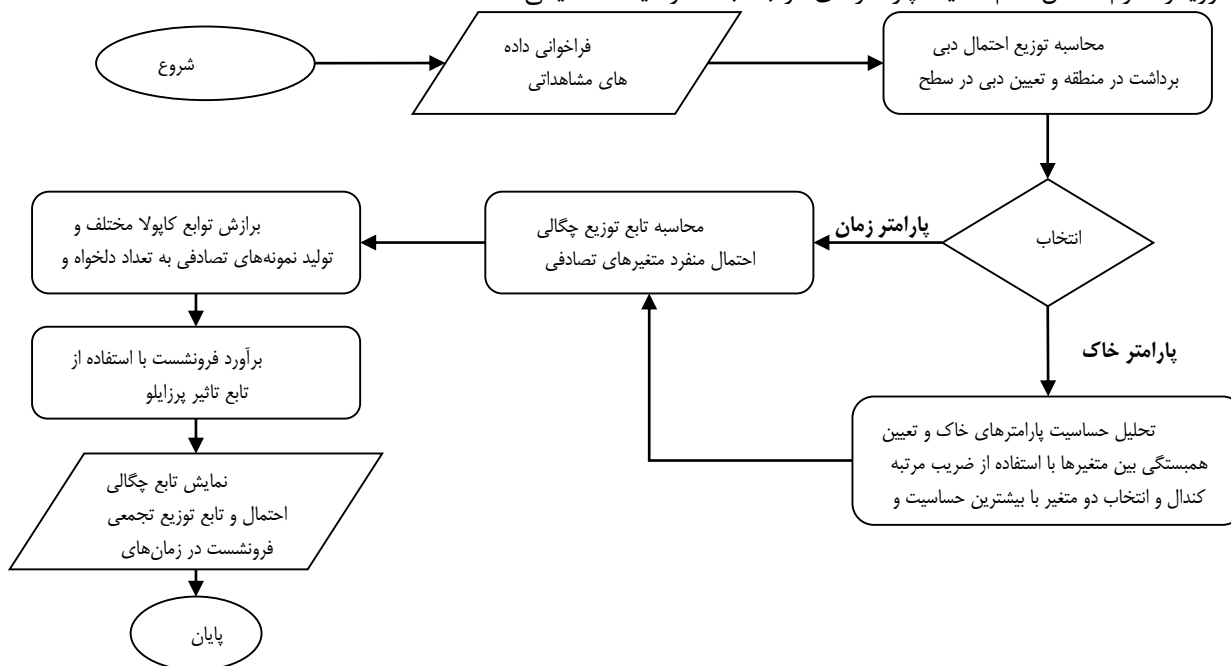 شروع
فراخوانی داده
های مشاهداتی
محاسبه توزیع احتمال دبی
برداشت در منطقه و تعیین دبی در سطح
انتخاب
پارامتر زمان
پارامتر خاک
تحلیل حساسیت پارامترهای خاک و تعیین
همبستگی بین متغیرها با استفاده از ضریب مرتبه
کندال و انتخاب دو متغیر با بیشترین حساسیت و
محاسبه تابع توزیع چگالی
احتمال منفرد متغیرهای تصادفی
برازش توابع کاپولا مختلف و
تولید نمونه‌های تصادفی به تعداد دلخواه و
برآورد فرونشست با استفاده از
تابع تاثیر پرزایلو
نمایش تابع چگالی
احتمال و تابع توزیع تجمعی
فرونشست در زمان‌های
پایان